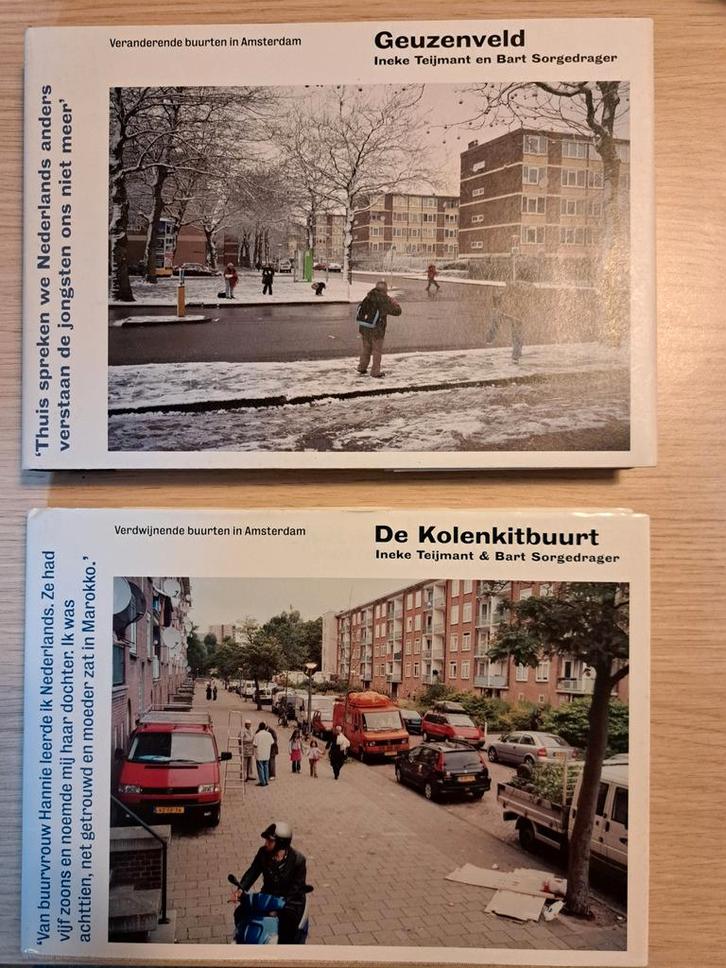 Veranderende buurten in Amsterdam
Geuzenveld
Ineke Teijmant en Bart Sorgedrager
‘Thuis spreken we Nederlands anders
verstaan de jongsten ons niet meer’
Verdwijnende buurten in Amsterdam
De Kolenkitbuurt
Ineke Teijmant & Bart Sorgedrager
‘Van buurvrouw Hannie leerde ik Nederlands. Ze had
vijf zoons en noemde mij haar dochter. Ik was
achttien, net getrouwd en moeder zat in Marokko.’